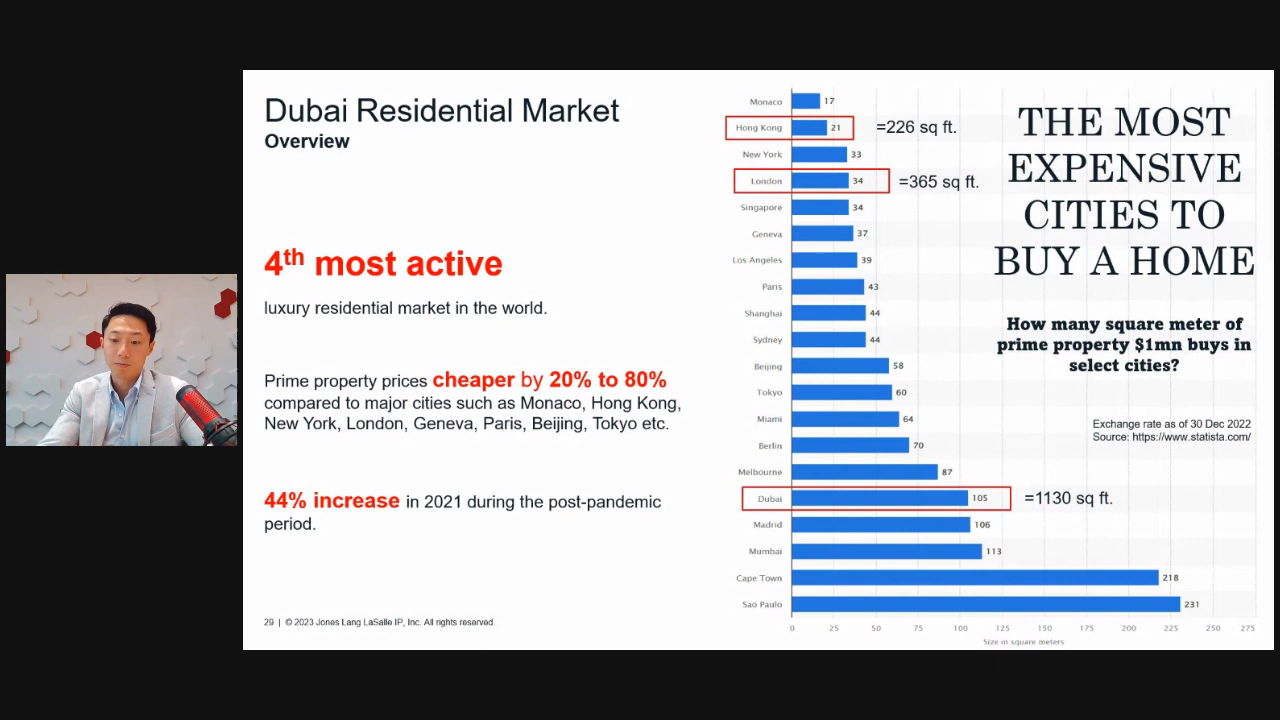 Dubai Residential Market
Overview
4th most active
luxury residential market in the world.
Prime property prices cheaper by 20% to 80%
compared to major cities such as Monaco, Hong Kong,
New York, London, Geneva, Paris, Beijing, Tokyo etc.
44% increase in 2021 during the post-pandemic
period.
29 | © 2023 Jones Lang LaSalle IP, Inc. All rights reserved.
Monaco 17
Hong Kong 21 =226 sq ft.
New York 33
London 34 =365 sq ft.
Singapore 34
Geneva 37
Los Angeles 39
Paris 43
Shanghai 44
Sydney 44
Beijing 58
Tokyo 60
Miami 64
Berlin 70
Melbourne 87
Dubai 105 =1130 sq ft.
Madrid 106
Mumbai 113
Cape Town 218
Sao Paulo 231
0 25 50 75 100 125 150 175 200 225 250 275
Size in square meters
THE MOST
EXPENSIVE
CITIES TO
BUY A HOME
How many square meter of
prime property $1mn buys in
select cities?
Exchange rate as of 30 Dec 2022
Source: https://www.statista.com/